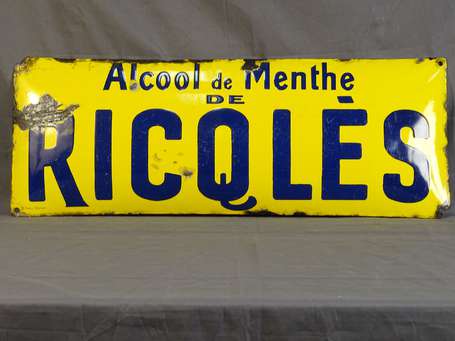 Alcool de Menthe
DE
RICQLÈS